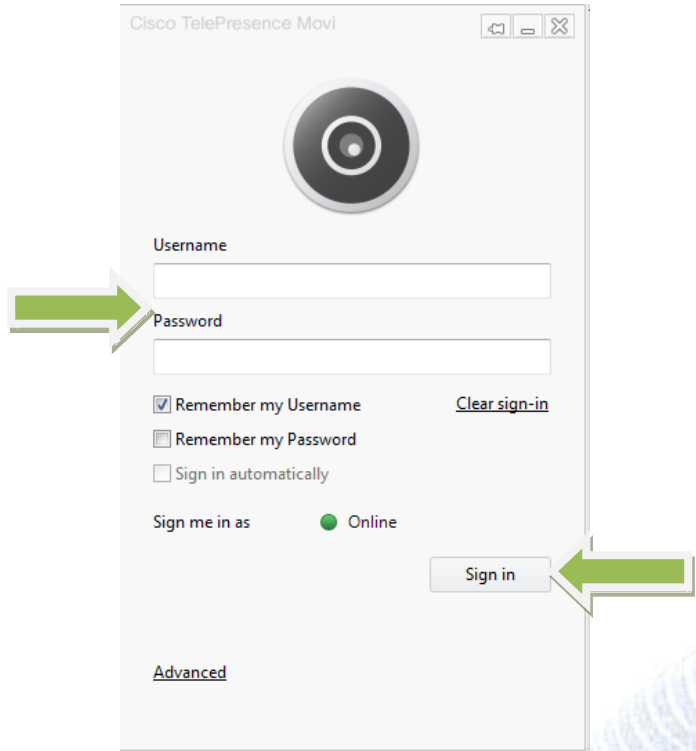 Cisco TelePresence Movi
Username
Password
Remember my Username Clear sign-in
Remember my Password
Sign in automatically
Sign me in as Online
Sign in
Advanced